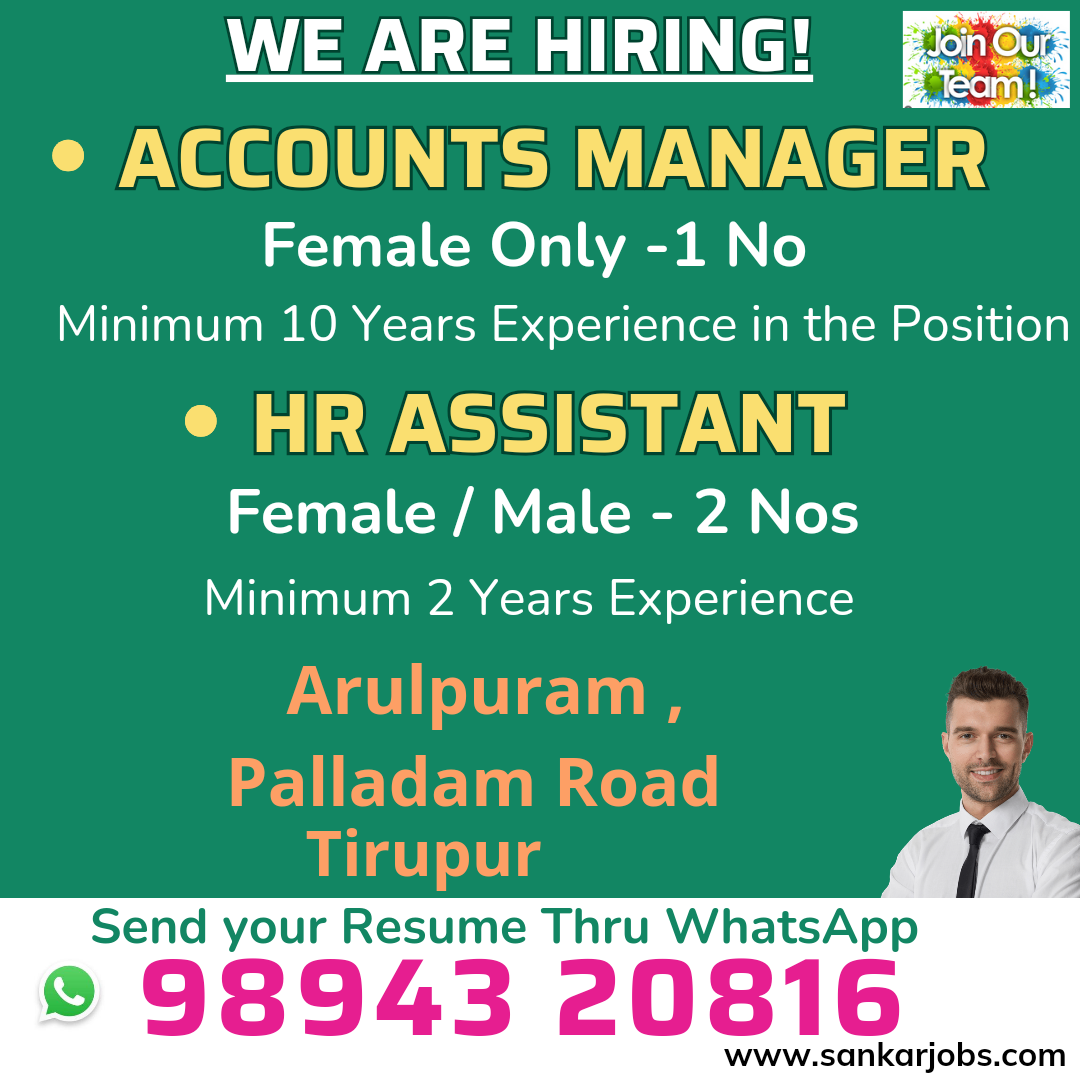 WE ARE HIRING!
Join Our
Team!
• ACCOUNTS MANAGER
Female Only -1 No
Minimum 10 Years Experience in the Position
• HR ASSISTANT
Female / Male - 2 Nos
Minimum 2 Years Experience
Arulpuram ,
Palladam Road
Tirupur
Send your Resume Thru WhatsApp
98943 20816
www.sankarjobs.com